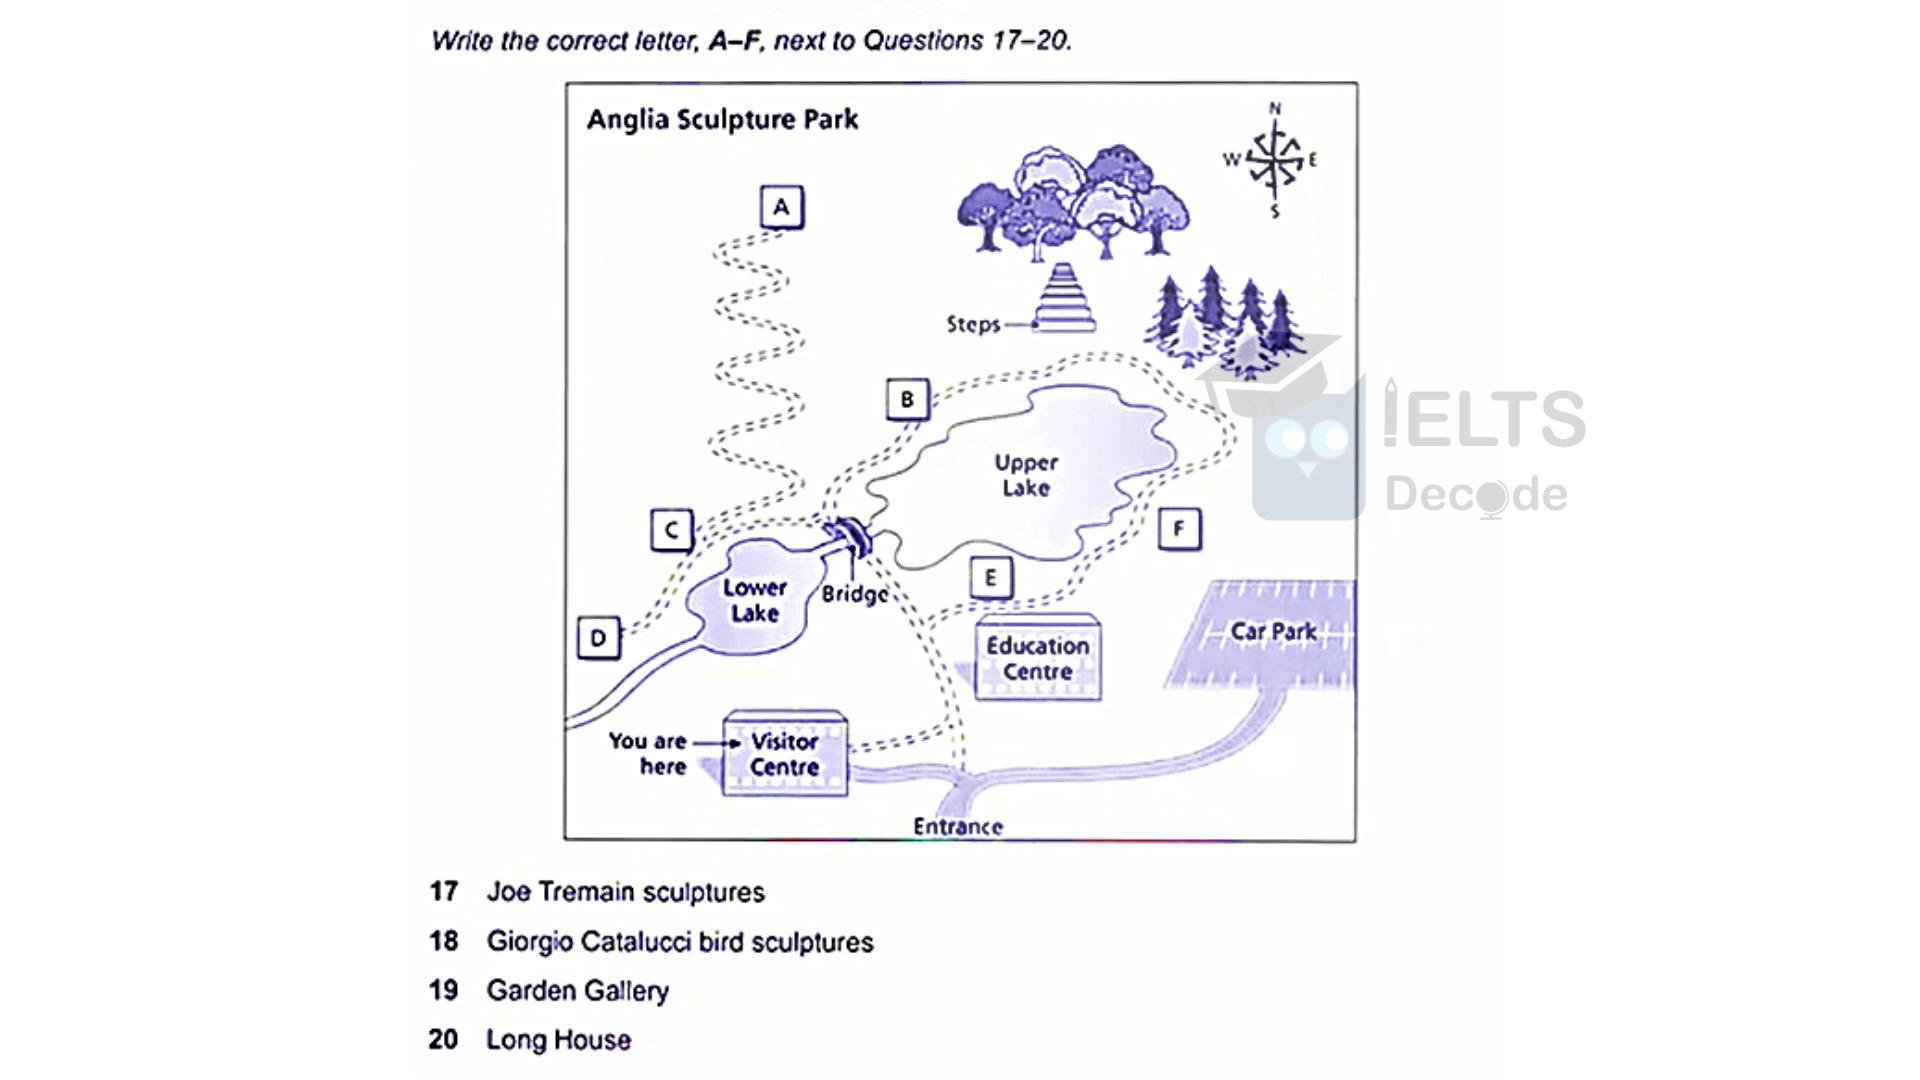 Write the correct letter, A–F, next to Questions 17–20.
Anglia Sculpture Park
N
W E
S
A
Steps
B
Upper
Lake
C
F
E
Lower
Lake
Bridge
D
Education
Centre
Car Park
You are
here
Visitor
Centre
Entrance
IELTS
Decode
17 Joe Tremain sculptures
18 Giorgio Catalucci bird sculptures
19 Garden Gallery
20 Long House